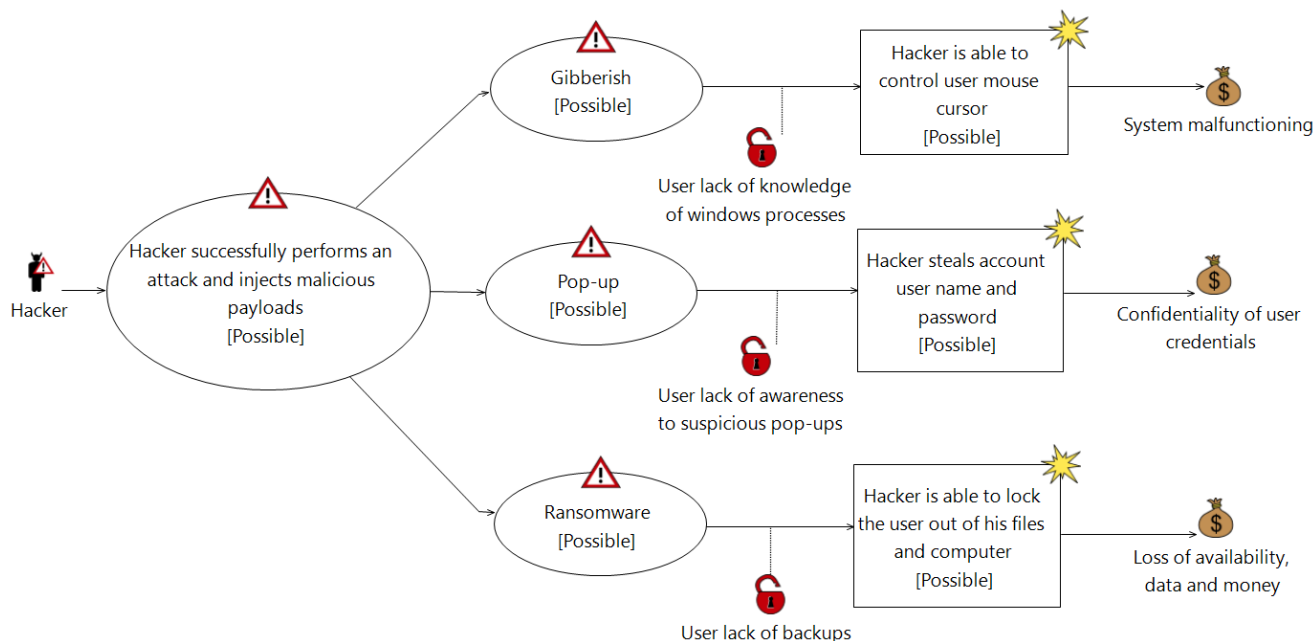 Hacker
Hacker successfully performs an
attack and injects malicious
payloads
[Possible]
Gibberish
[Possible]
User lack of knowledge
of windows processes
Hacker is able to
control user mouse
cursor
[Possible]
$
System malfunctioning
Pop-up
[Possible]
User lack of awareness
to suspicious pop-ups
Hacker steals account
user name and
password
[Possible]
$
Confidentiality of user
credentials
Ransomware
[Possible]
User lack of backups
Hacker is able to lock
the user out of his files
and computer
[Possible]
$
Loss of availability,
data and money